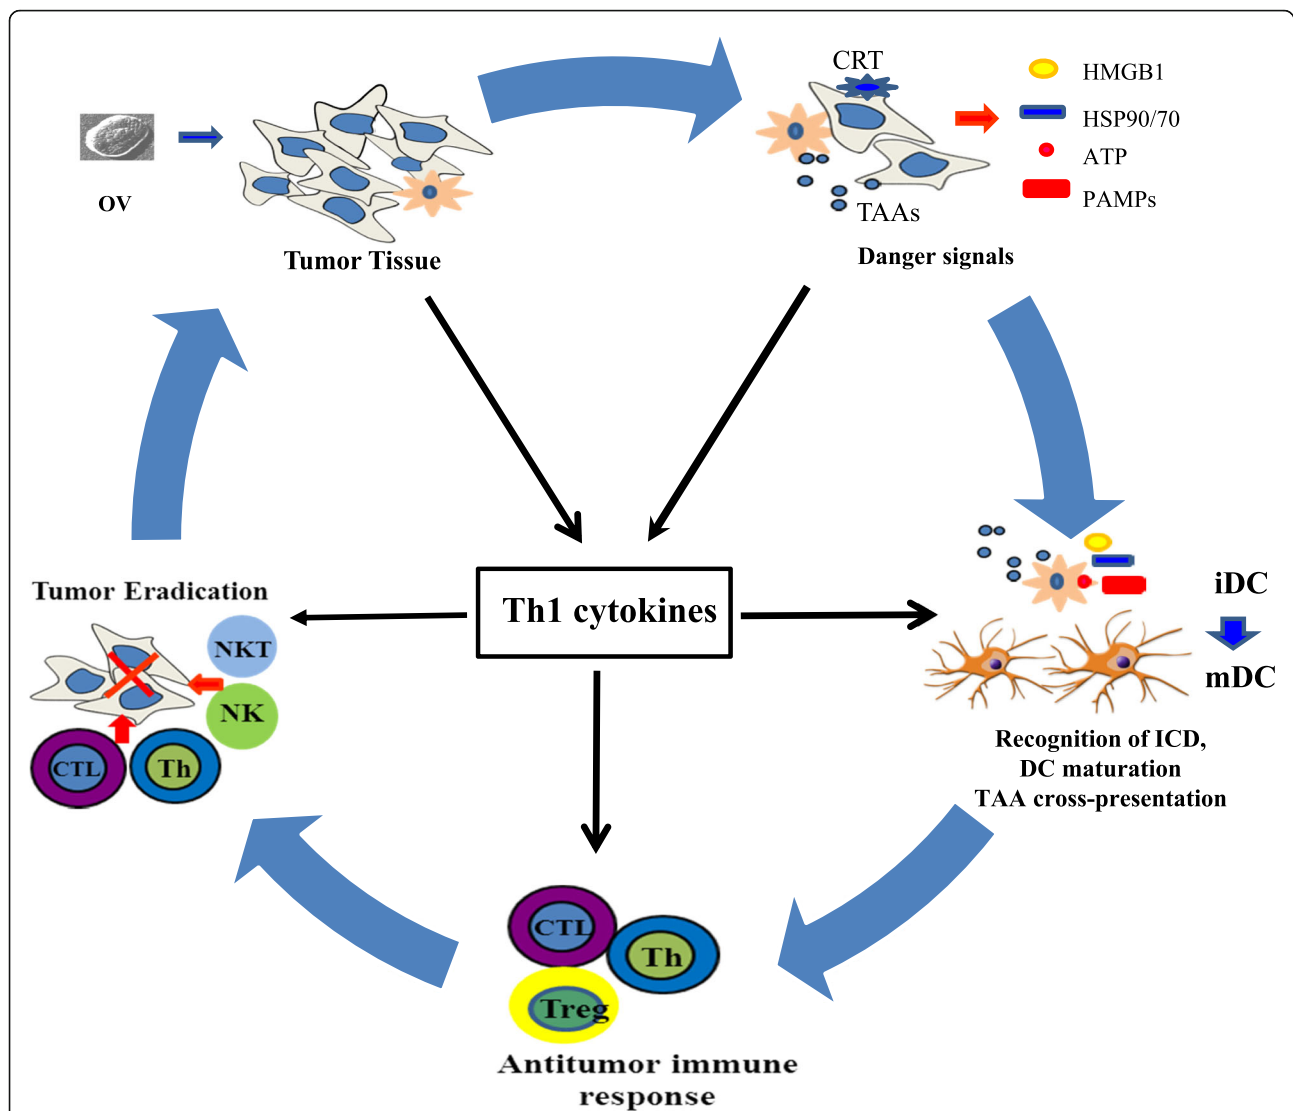 OV
Tumor Tissue
CRT
TAAs
HMGB1
HSP90/70
ATP
PAMPs
Danger signals
Th1 cytokines
iDC
mDC
Recognition of ICD,
DC maturation
TAA cross-presentation
Tumor Eradication
NKT
NK
CTL
Th
CTL
Th
Treg
Antitumor immune
response